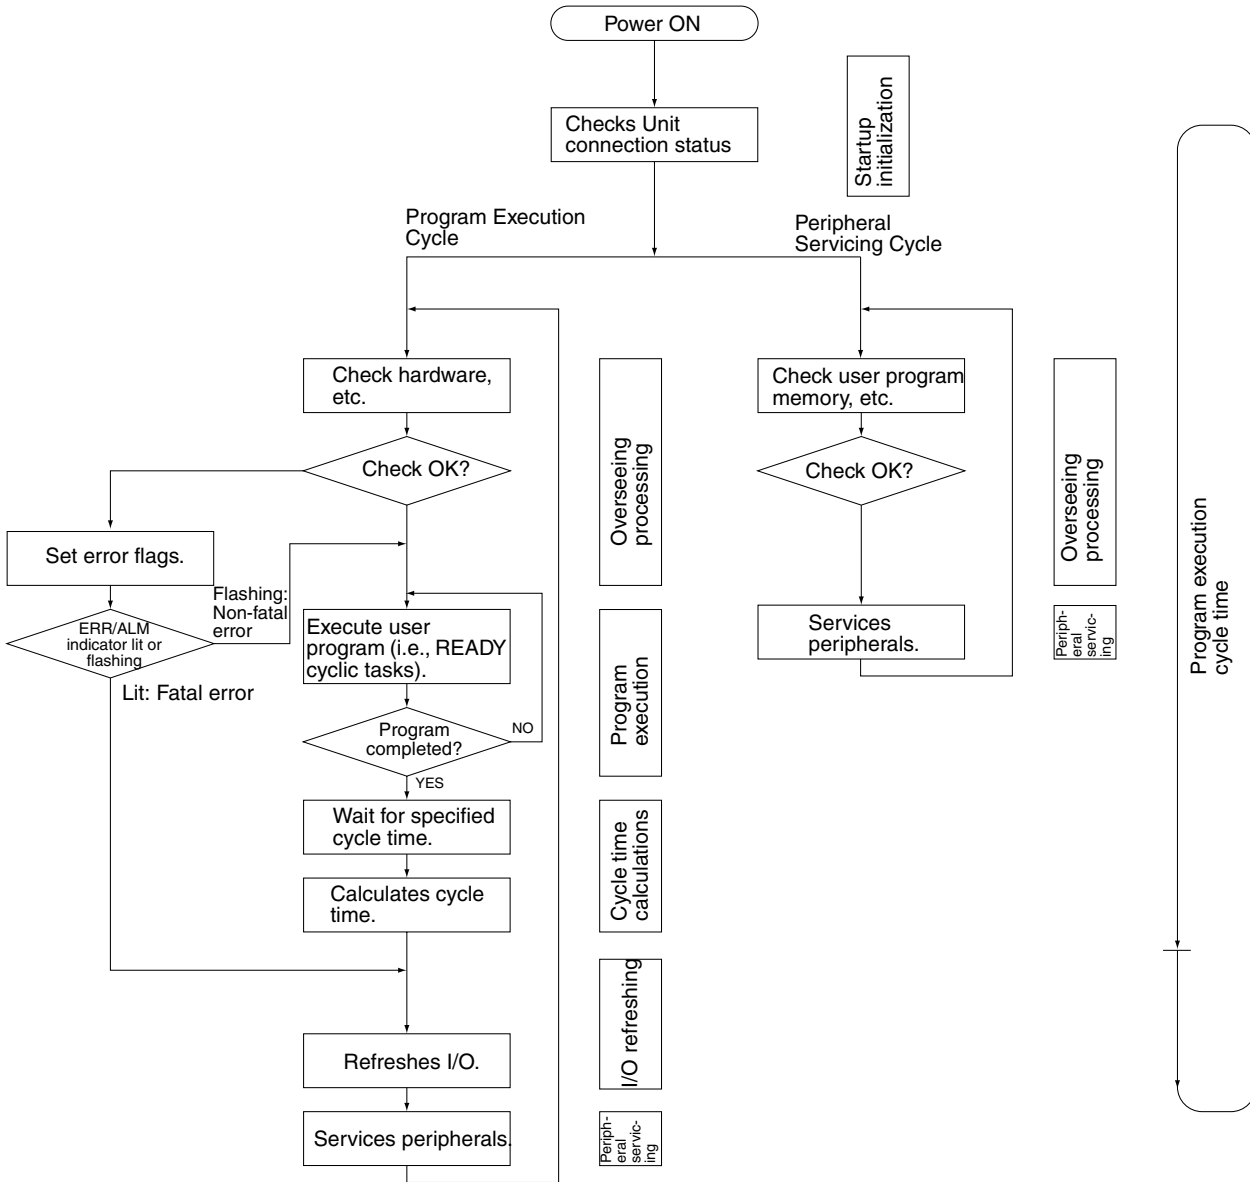 Power ON
Checks Unit
connection status
Startup
initialization
Program Execution
Cycle
Peripheral
Servicing Cycle
Check hardware,
etc.
Check OK?
Set error flags.
Flashing:
Non-fatal
error
ERR/ALM
indicator lit or
flashing
Lit: Fatal error
Execute user
program (i.e., READY
cyclic tasks).
Program
completed?
NO
YES
Wait for specified
cycle time.
Calculates cycle
time.
Refreshes I/O.
Services peripherals.
Overseeing
processing
Program
execution
Cycle time
calculations
I/O refreshing
Periph-
eral
servic-
ing
Check user program
memory, etc.
Check OK?
Services
peripherals.
Overseeing
processing
Periph-
eral
servic-
ing
Program execution
cycle time